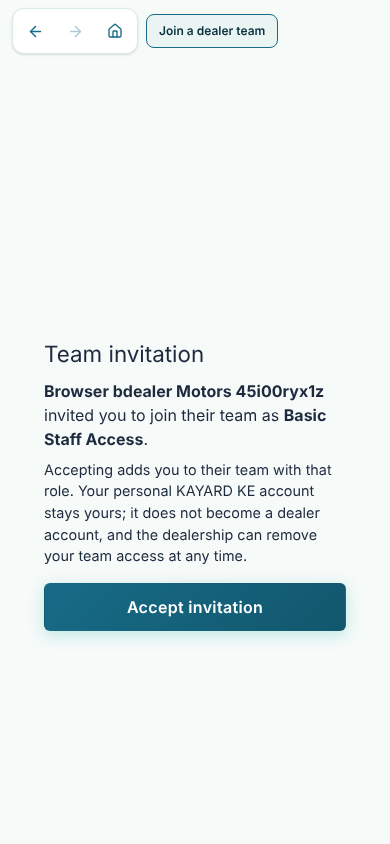 Join a dealer team
Team invitation
Browser bdealer Motors 45i00ryx1z
invited you to join their team as Basic
Staff Access.
Accepting adds you to their team with that
role. Your personal KAYARD KE account
stays yours; it does not become a dealer
account, and the dealership can remove
your team access at any time.
Accept invitation